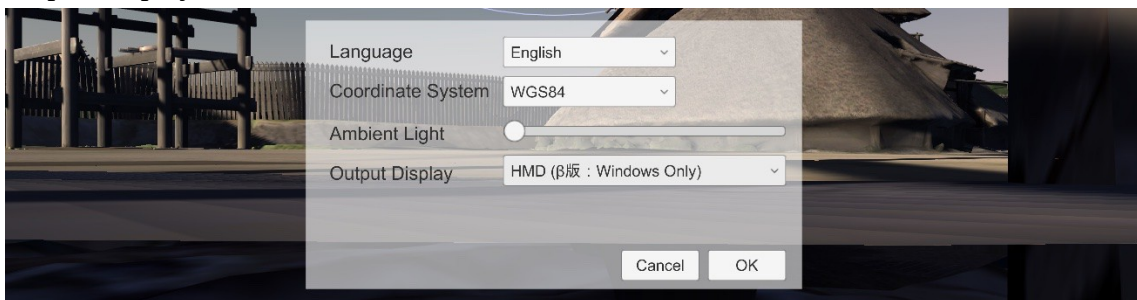 Language English
Coordinate System WGS84
Ambient Light
Output Display HMD (β版：Windows Only)
Cancel OK